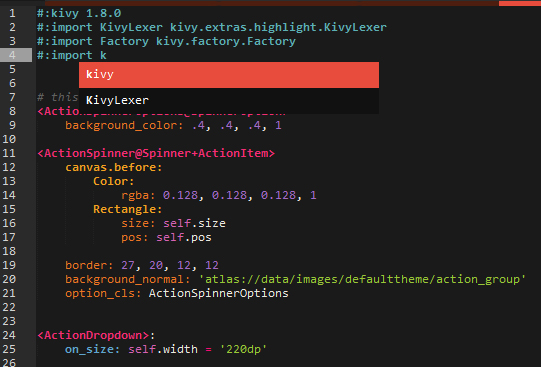 1 #:kivy 1.8.0
2 #:import KivyLexer kivy.extras.highlight.KivyLexer
3 #:import Factory kivy.factory.Factory
4 #:import k
5 kivy
6
KivyLexer
7 # this
8 <Act
9 background_color: .4, .4, .4, 1
10
11 <ActionSpinner@Spinner+ActionItem>
12 canvas.before:
13 Color:
14 rgba: 0.128, 0.128, 0.128, 1
15 Rectangle:
16 size: self.size
17 pos: self.pos
18
19 border: 27, 20, 12, 12
20 background_normal: 'atlas://data/images/defaulttheme/action_group'
21 option_cls: ActionSpinnerOptions
22
23
24 <ActionDropdown>:
25 on_size: self.width = '220dp'
26